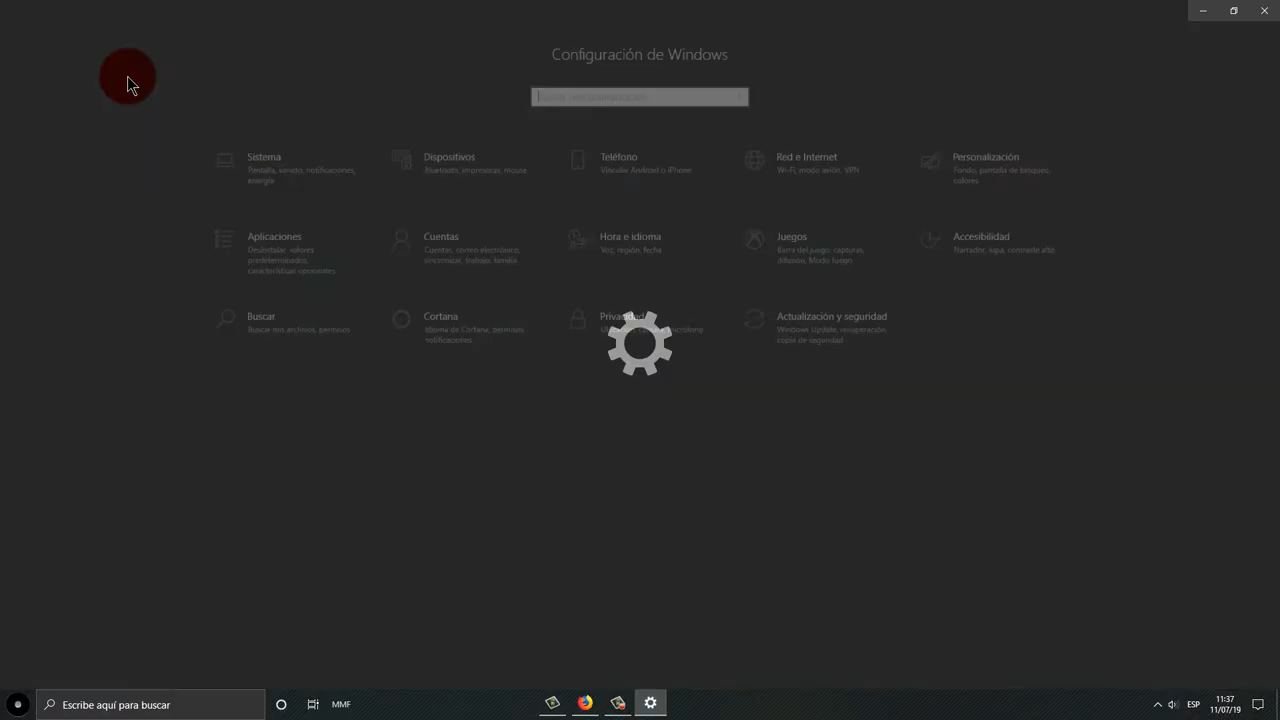 Configuración de Windows
Sistema
Pantalla, sonido, notificaciones,
energía
Dispositivos
Bluetooth, impresoras, mouse
Teléfono
Vincular Android o iPhone
Red e Internet
Wi-Fi, modo avión, VPN
Personalización
Fondo, pantalla de bloqueo,
colores
Aplicaciones
Desinstalar, valores
predeterminados,
características opcionales
Cuentas
Cuentas, correo electrónico,
sincronizar, trabajo, familia
Hora e idioma
Voz, región, fecha
Juegos
Barra del juego, capturas,
difusión, Modo Juego
Accesibilidad
Narrador, lupa, contraste alto
Buscar
Buscar mis archivos, permisos
Cortana
Idioma de Cortana, permisos,
notificaciones
Privacidad
Actualización y seguridad
Windows Update, recuperación,
copia de seguridad
Escribe aquí para buscar
MMF
ESP
11:37
11/07/19